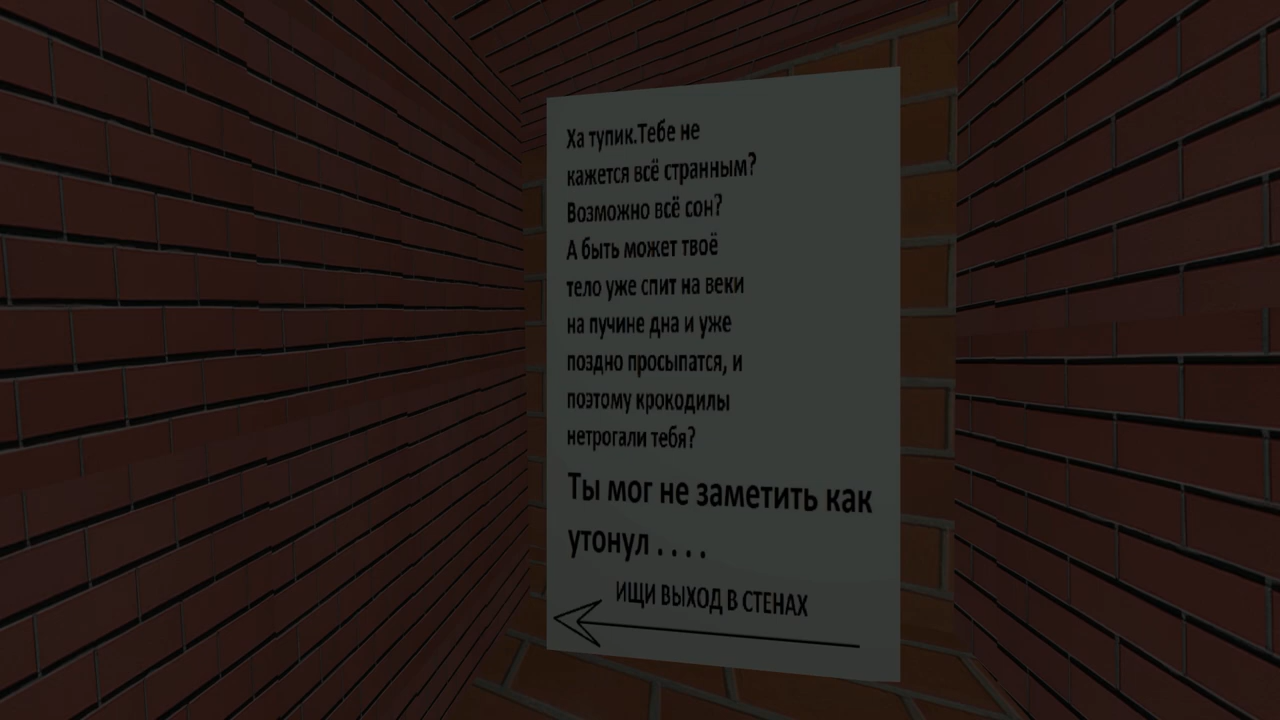 Ха тупик.Тебе не
кажется всё странным?
Возможно всё сон?
А быть может твоё
тело уже спит на веки
на пучине дна и уже
поздно просыпатся, и
поэтому крокодилы
нетрогали тебя?
Ты мог не заметить как
утонул . . . .
ИЩИ ВЫХОД В СТЕНАХ